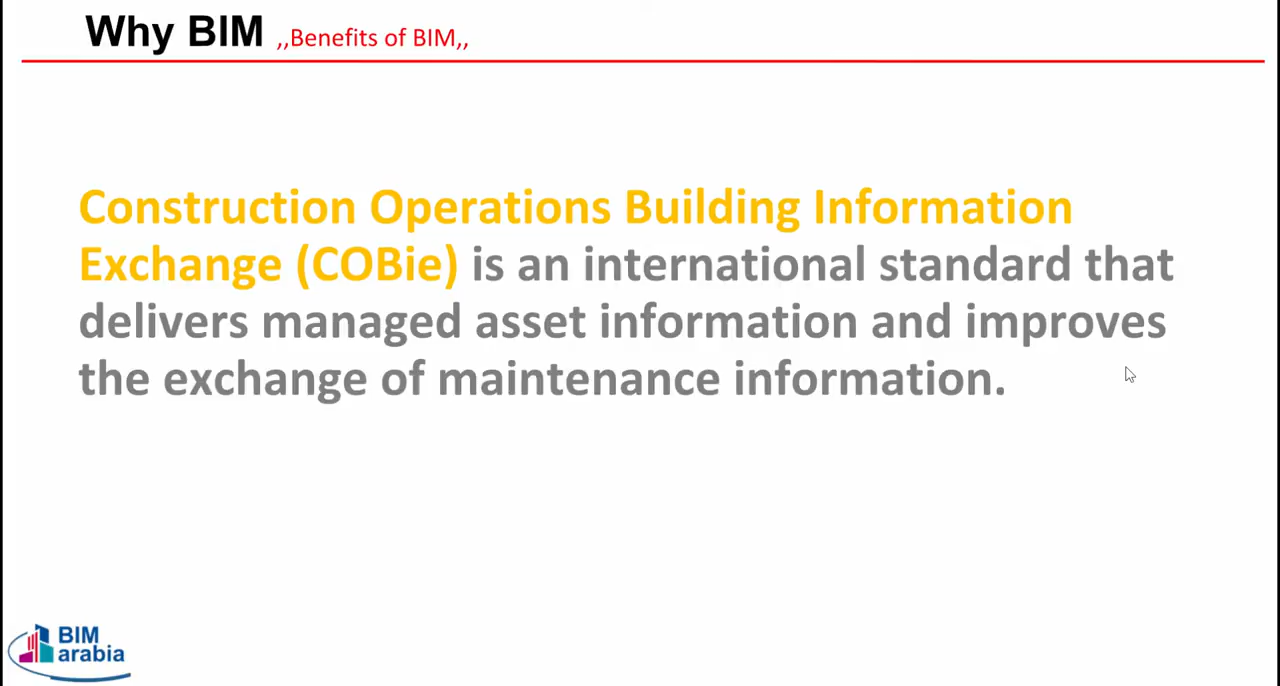 Why BIM ,,Benefits of BIM,,
Construction Operations Building Information
Exchange (COBie) is an international standard that
delivers managed asset information and improves
the exchange of maintenance information.
BIM
arabia